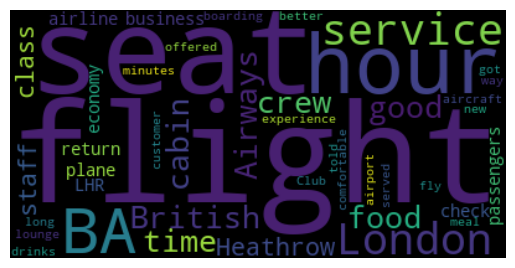 airline business boarding better
seat service
class offered hour
minutes
economy cabin crew Airways good
customer experience got way
aircraft new
staff return plane LHR
told comfortable airport served passengers
Club fly
long BA British time food check
lounge Heathrow London meal
drinks
flight